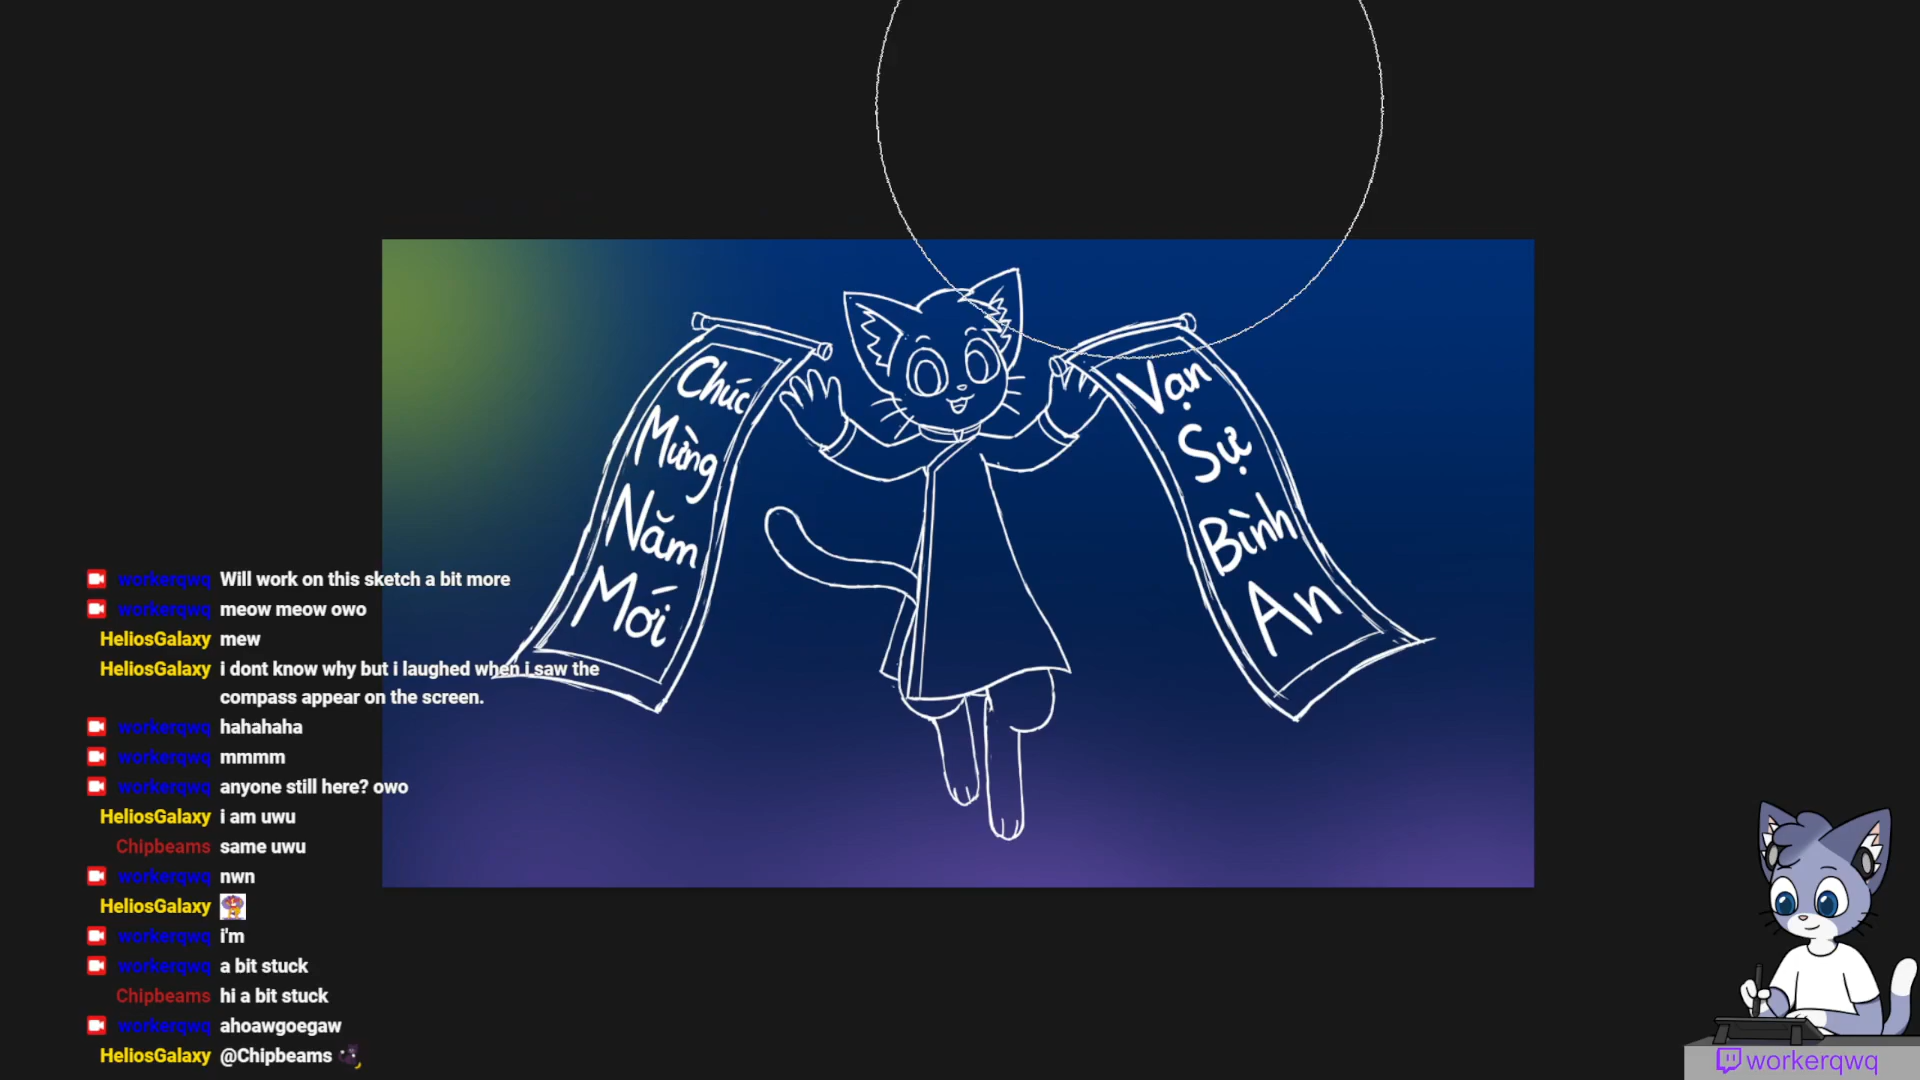 Chúc
Mừng
Năm
Mới
Vạn
Sự
Bình
An
workerqwq Will work on this sketch a bit more
workerqwq meow meow owo
HeliosGalaxy mew
HeliosGalaxy i dont know why but i laughed when i saw the
compass appear on the screen.
workerqwq hahahaha
workerqwq mmmm
workerqwq anyone still here? owo
HeliosGalaxy i am uwu
Chipbeams same uwu
workerqwq nwn
HeliosGalaxy
workerqwq i'm
workerqwq a bit stuck
Chipbeams hi a bit stuck
workerqwq ahoawgoegaw
HeliosGalaxy @Chipbeams
workerqwq